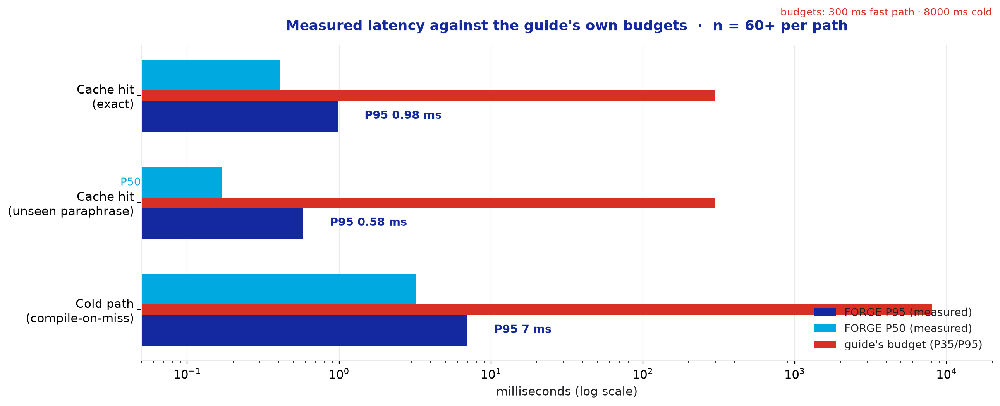 budgets: 300 ms fast path · 8000 ms cold
Measured latency against the guide's own budgets · n = 60+ per path
Cache hit
(exact)
P95 0.98 ms
P50
Cache hit
(unseen paraphrase)
P95 0.58 ms
Cold path
(compile-on-miss)
P95 7 ms
FORGE P95 (measured)
FORGE P50 (measured)
guide's budget (P35/P95)
10⁻¹ 10⁰ 10¹ 10² 10³ 10⁴
milliseconds (log scale)